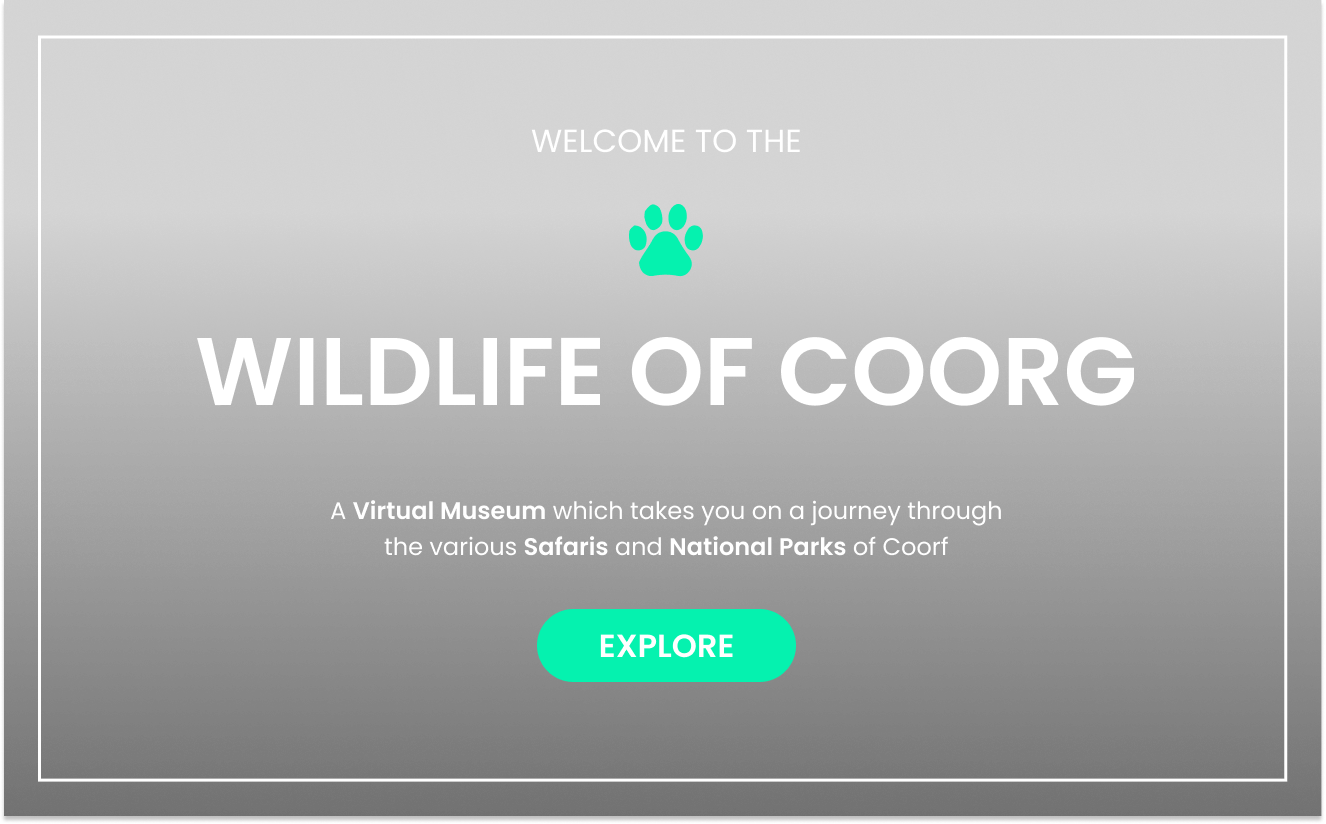 WELCOME TO THE
WILDLIFE OF COORG
A Virtual Museum which takes you on a journey through
the various Safaris and National Parks of Coorf
EXPLORE